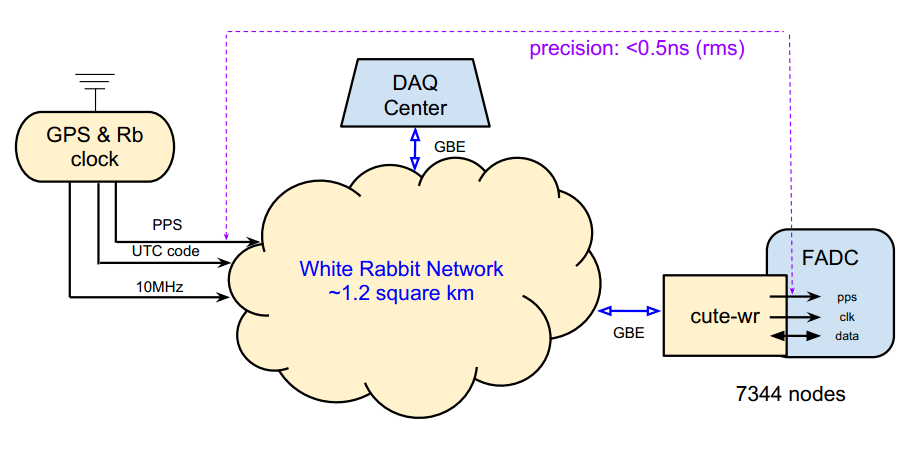 precision: <0.5ns (rms)
DAQ
Center
GBE
GPS & Rb
clock
PPS
UTC code
10MHz
White Rabbit Network
~1.2 square km
GBE
cute-wr
FADC
pps
clk
data
7344 nodes